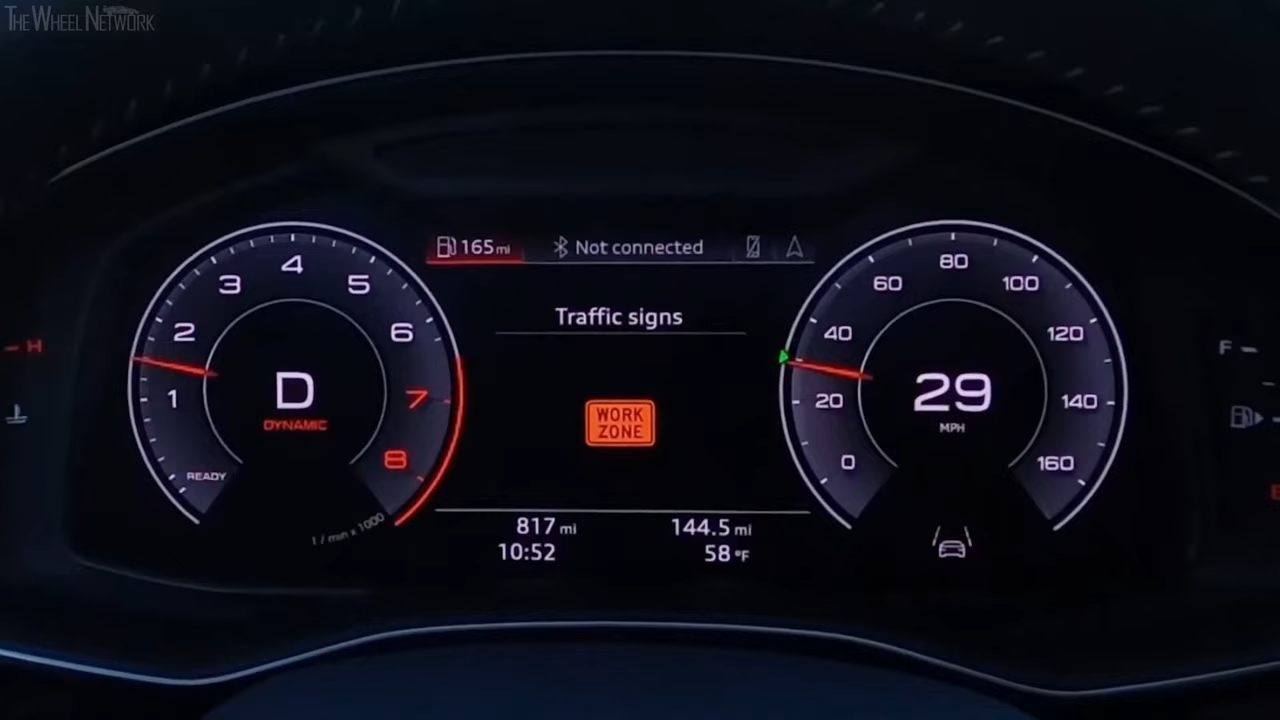 THE WHEEL NETWORK
165 mi
Not connected
Traffic signs
WORK
ZONE
817 mi
144.5 mi
10:52
58 °F
READY
1
2
3
4
5
6
7
8
1 / min x 1000
D
DYNAMIC
0
20
40
60
80
100
120
140
160
29
MPH
H
F